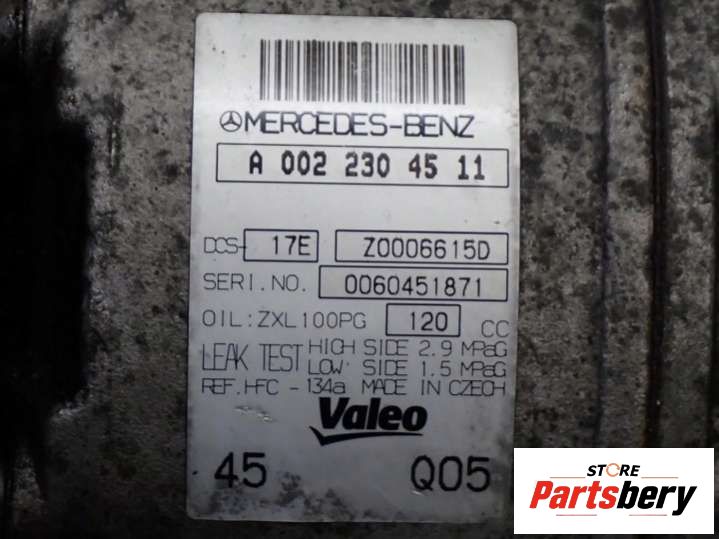 MERCEDES-BENZ
A 002 230 45 11
DCS- 17E Z0006615D
SERI.NO. 0060451871
OIL:ZXL100PG 120 CC
LEAK TEST HIGH SIDE 2.9 MPaG
LOW SIDE 1.5 MPaG
REF.HFC - 134a MADE IN CZECH
Valeo
45 Q05
STORE
Partsbery